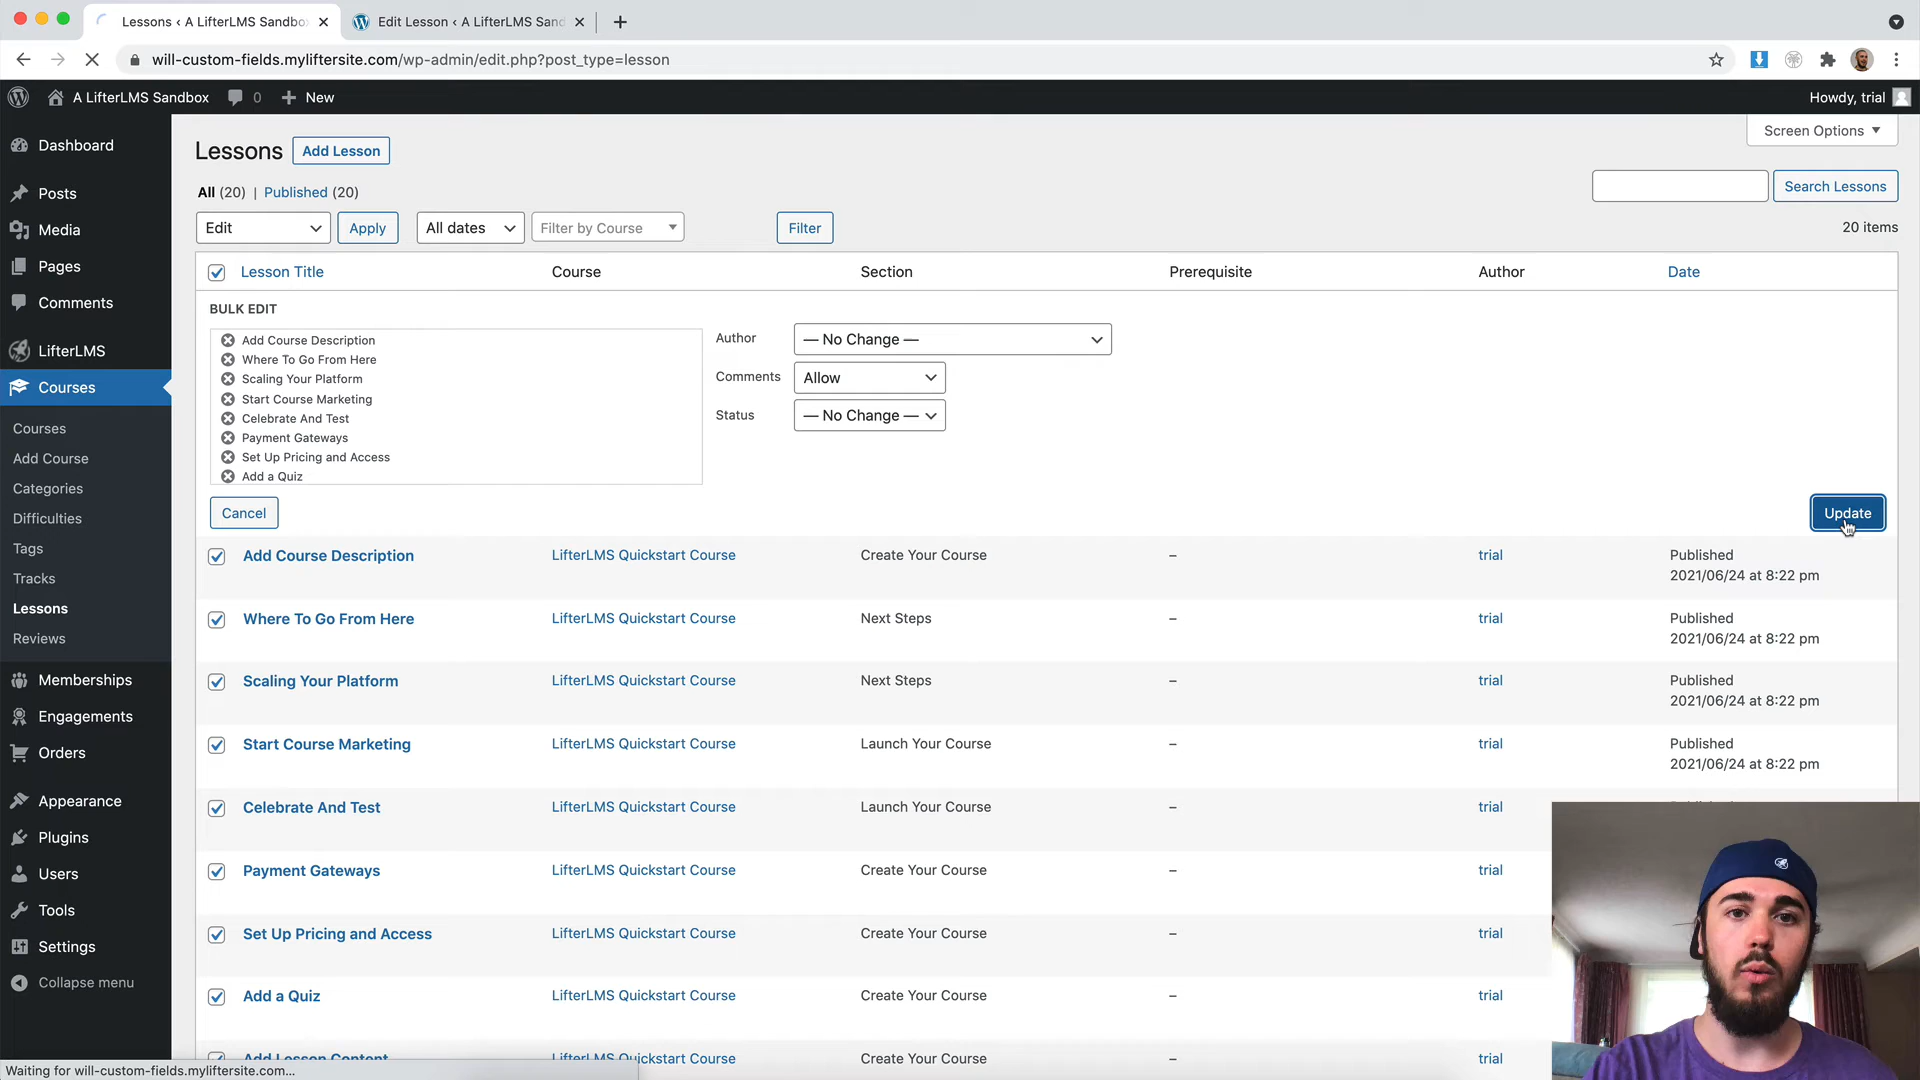 Lessons ‹ A LifterLMS Sandbox
Edit Lesson ‹ A LifterLMS Sand
will-custom-fields.myliftersite.com/wp-admin/edit.php?post_type=lesson
A LifterLMS Sandbox
0
New
Howdy, trial
Dashboard
Posts
Media
Pages
Comments
LifterLMS
Courses
Courses
Add Course
Categories
Difficulties
Tags
Tracks
Lessons
Reviews
Memberships
Engagements
Orders
Appearance
Plugins
Users
Tools
Settings
Collapse menu
Screen Options
Lessons Add Lesson
All (20) | Published (20)
Search Lessons
Edit Apply All dates Filter by Course Filter
20 items
Lesson Title Course Section Prerequisite Author Date
BULK EDIT
Add Course Description
Where To Go From Here
Scaling Your Platform
Start Course Marketing
Celebrate And Test
Payment Gateways
Set Up Pricing and Access
Add a Quiz
Author — No Change —
Comments Allow
Status — No Change —
Cancel
Update
Add Course Description LifterLMS Quickstart Course Create Your Course – trial Published
2021/06/24 at 8:22 pm
Where To Go From Here LifterLMS Quickstart Course Next Steps – trial Published
2021/06/24 at 8:22 pm
Scaling Your Platform LifterLMS Quickstart Course Next Steps – trial Published
2021/06/24 at 8:22 pm
Start Course Marketing LifterLMS Quickstart Course Launch Your Course – trial Published
2021/06/24 at 8:22 pm
Celebrate And Test LifterLMS Quickstart Course Launch Your Course – trial
Payment Gateways LifterLMS Quickstart Course Create Your Course – trial
Set Up Pricing and Access LifterLMS Quickstart Course Create Your Course – trial
Add a Quiz LifterLMS Quickstart Course Create Your Course – trial
Add Lesson Content LifterLMS Quickstart Course Create Your Course – trial
Waiting for will-custom-fields.myliftersite.com...